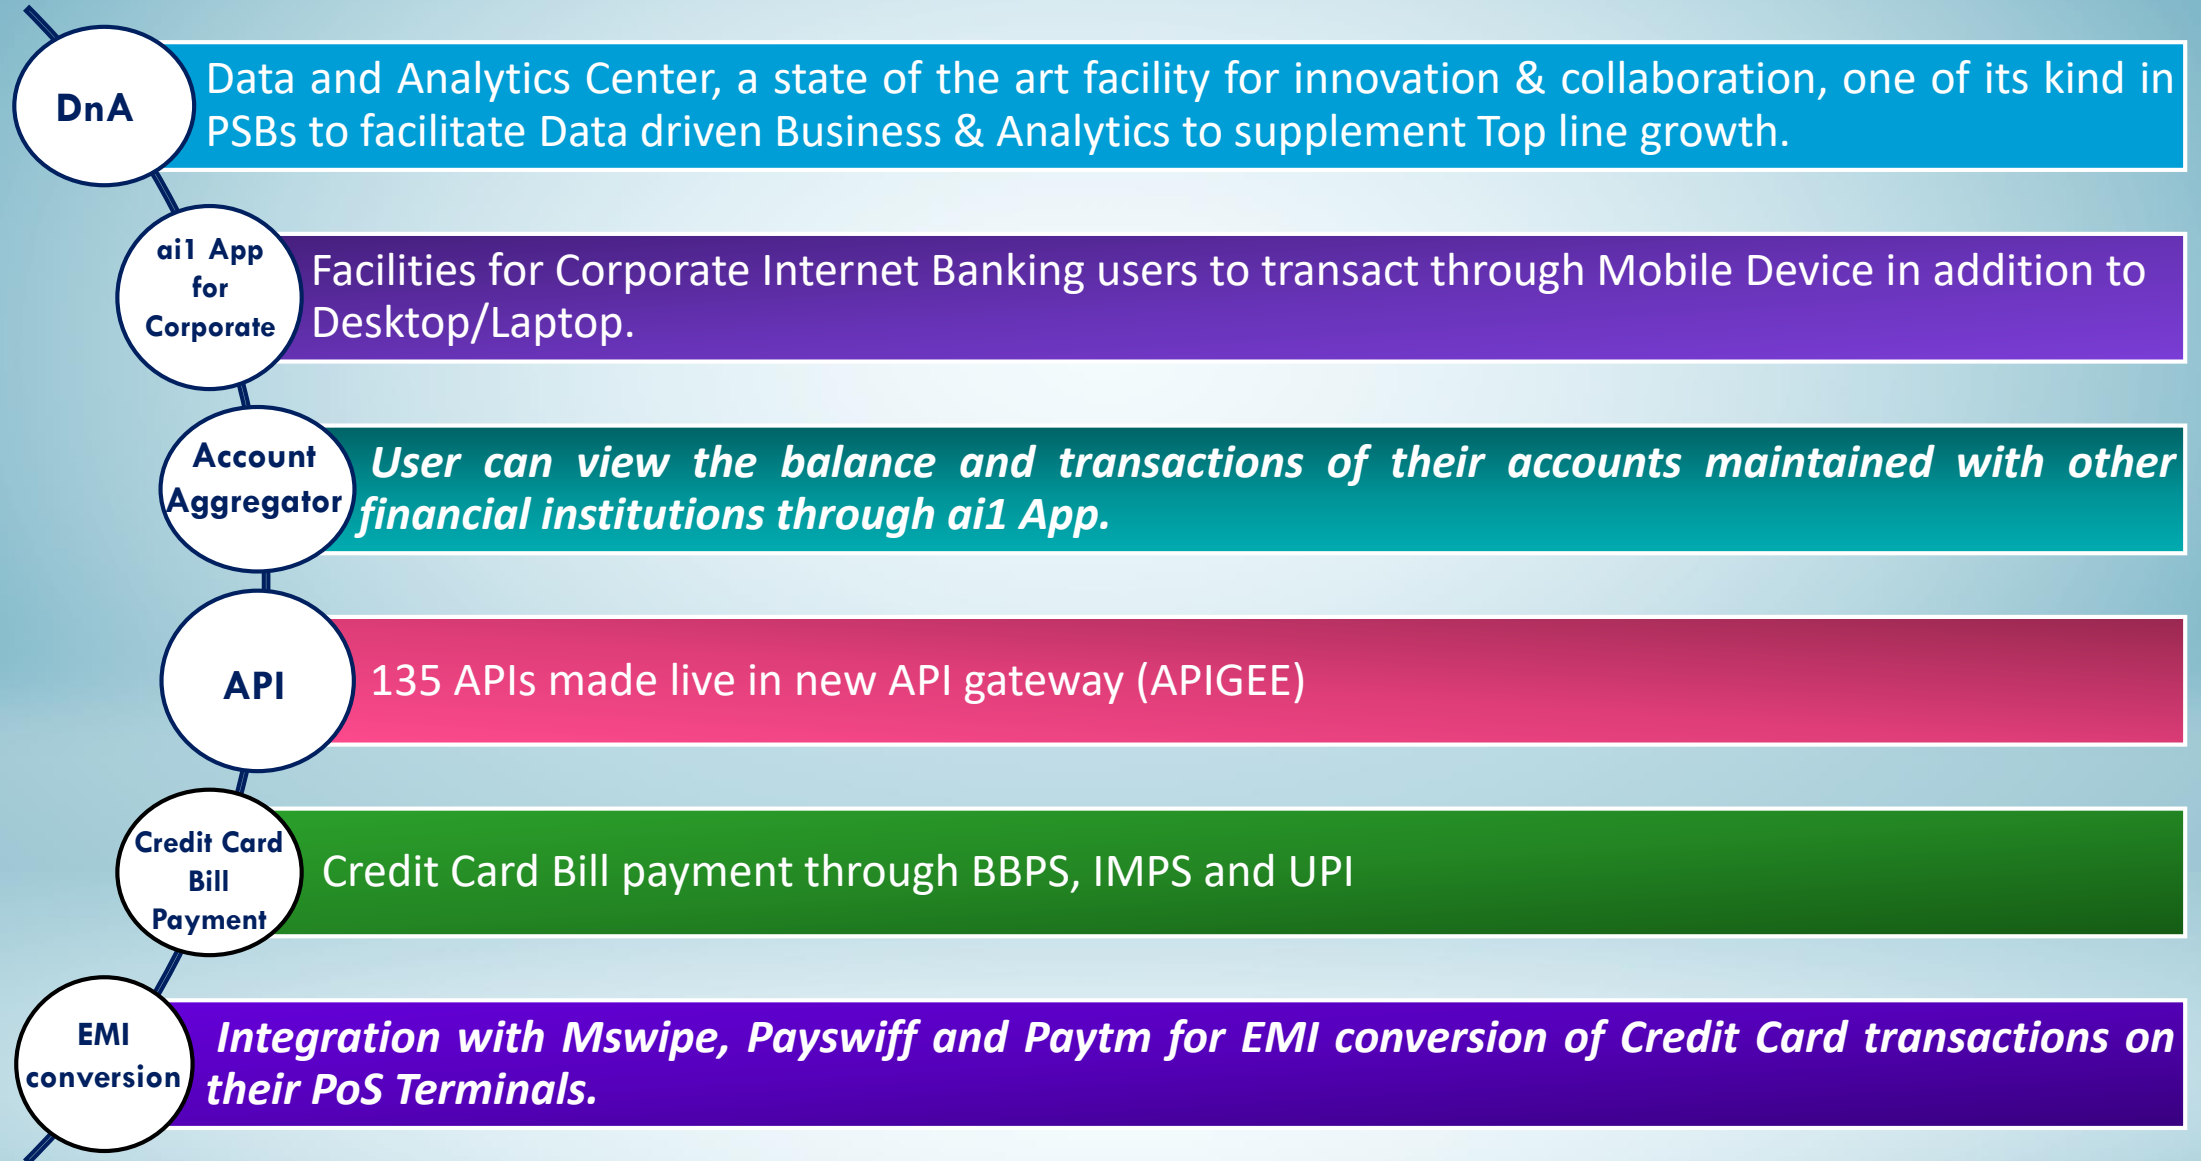 DnA
Data and Analytics Center, a state of the art facility for innovation & collaboration, one of its kind in
PSBs to facilitate Data driven Business & Analytics to supplement Top line growth.
ai1 App
for
Corporate
Facilities for Corporate Internet Banking users to transact through Mobile Device in addition to
Desktop/Laptop.
Account
Aggregator
User can view the balance and transactions of their accounts maintained with other
financial institutions through ai1 App.
API
135 APIs made live in new API gateway (APIGEE)
Credit Card
Bill
Payment
Credit Card Bill payment through BBPS, IMPS and UPI
EMI
conversion
Integration with Mswipe, Payswiff and Paytm for EMI conversion of Credit Card transactions on
their PoS Terminals.